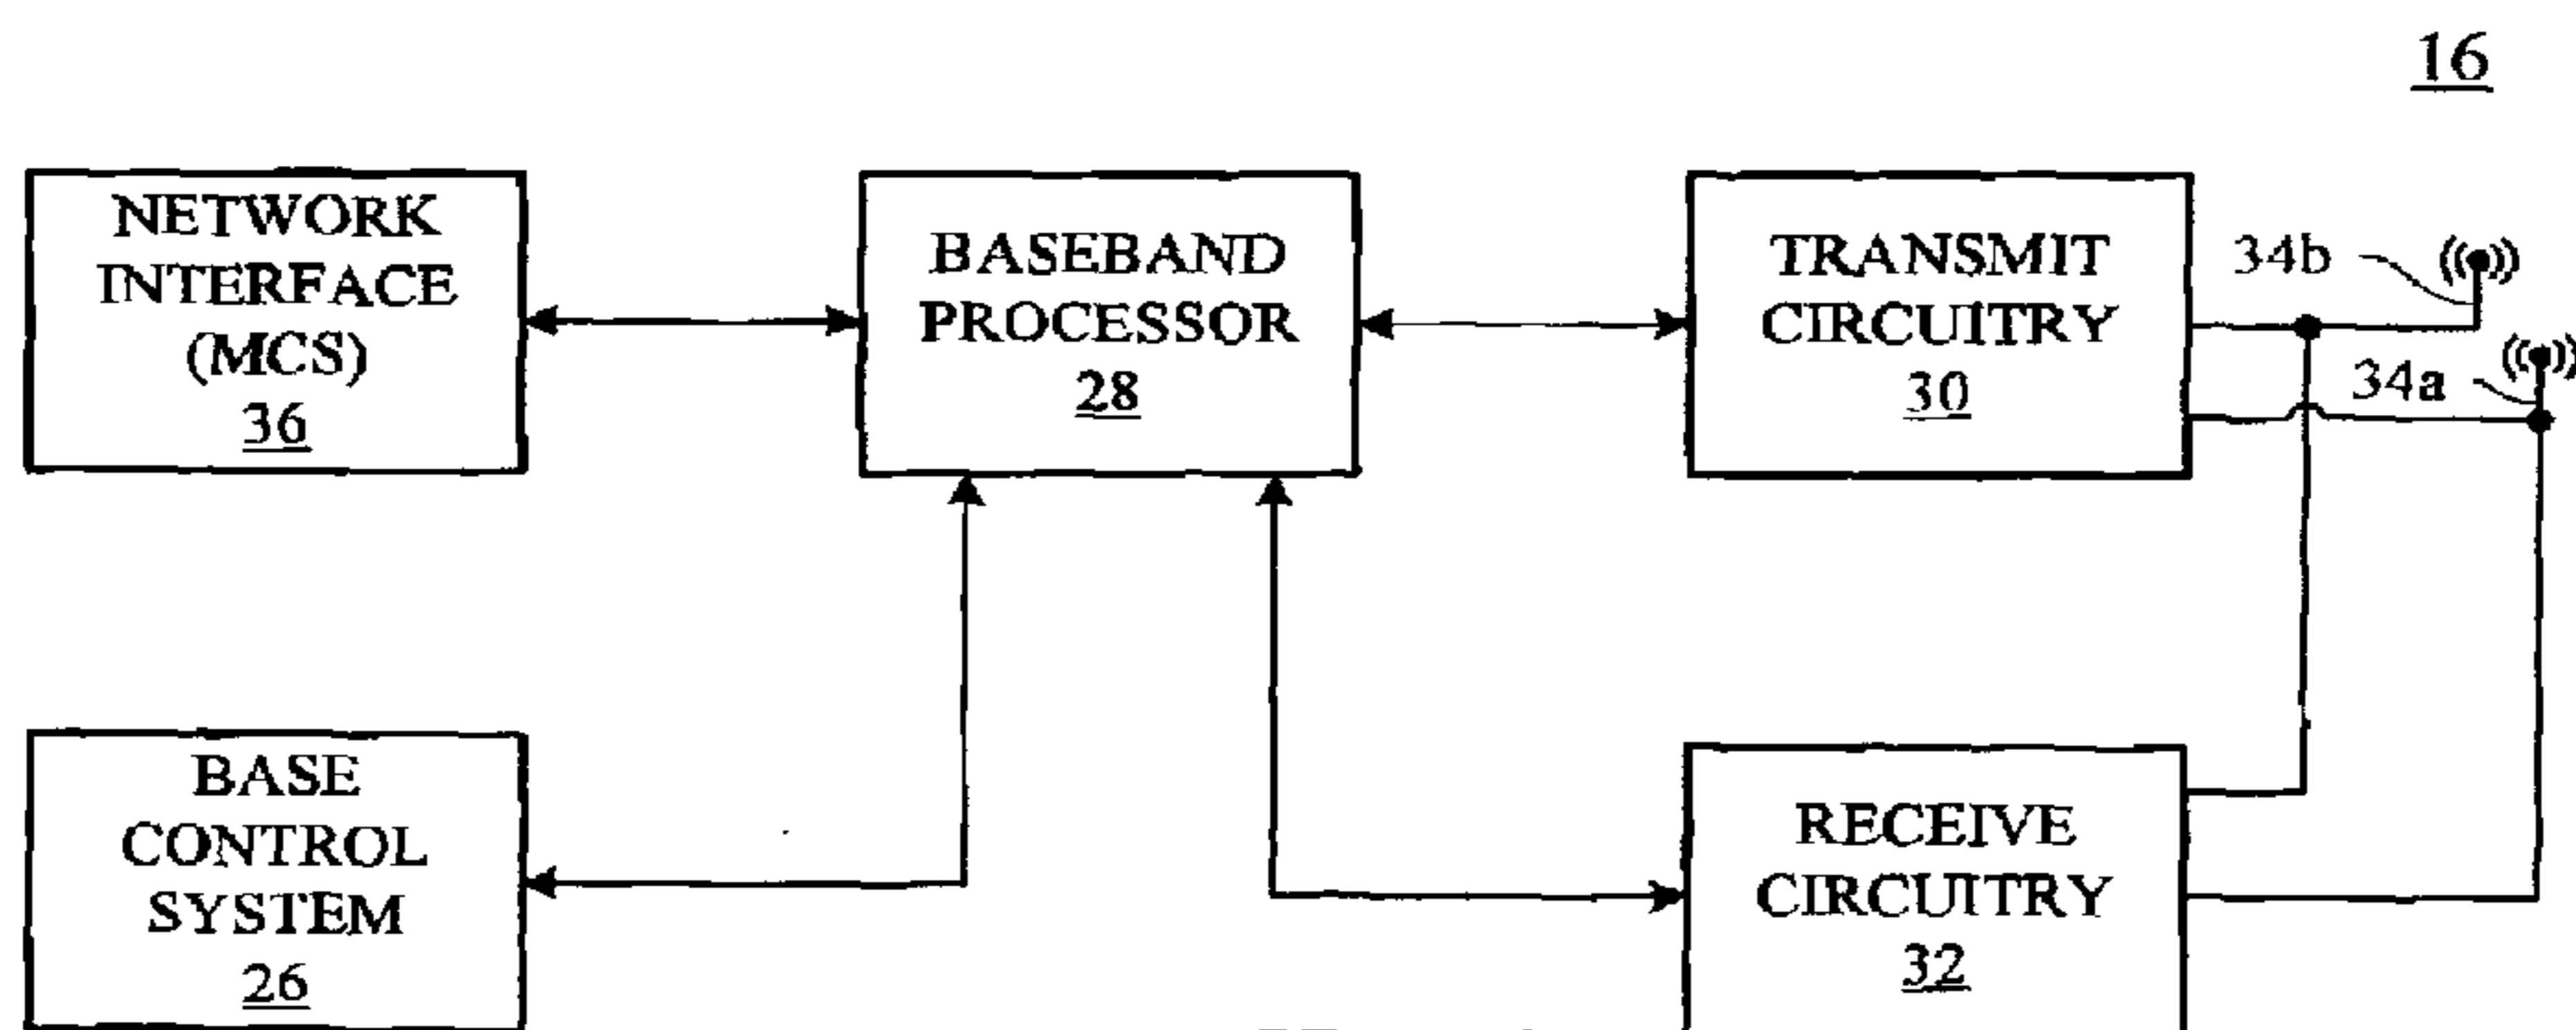 16
NETWORK
INTERFACE
(MCS)
36
BASEBAND
PROCESSOR
28
TRANSMIT
CIRCUITRY
30
34b
34a
BASE
CONTROL
SYSTEM
26
RECEIVE
CIRCUITRY
32